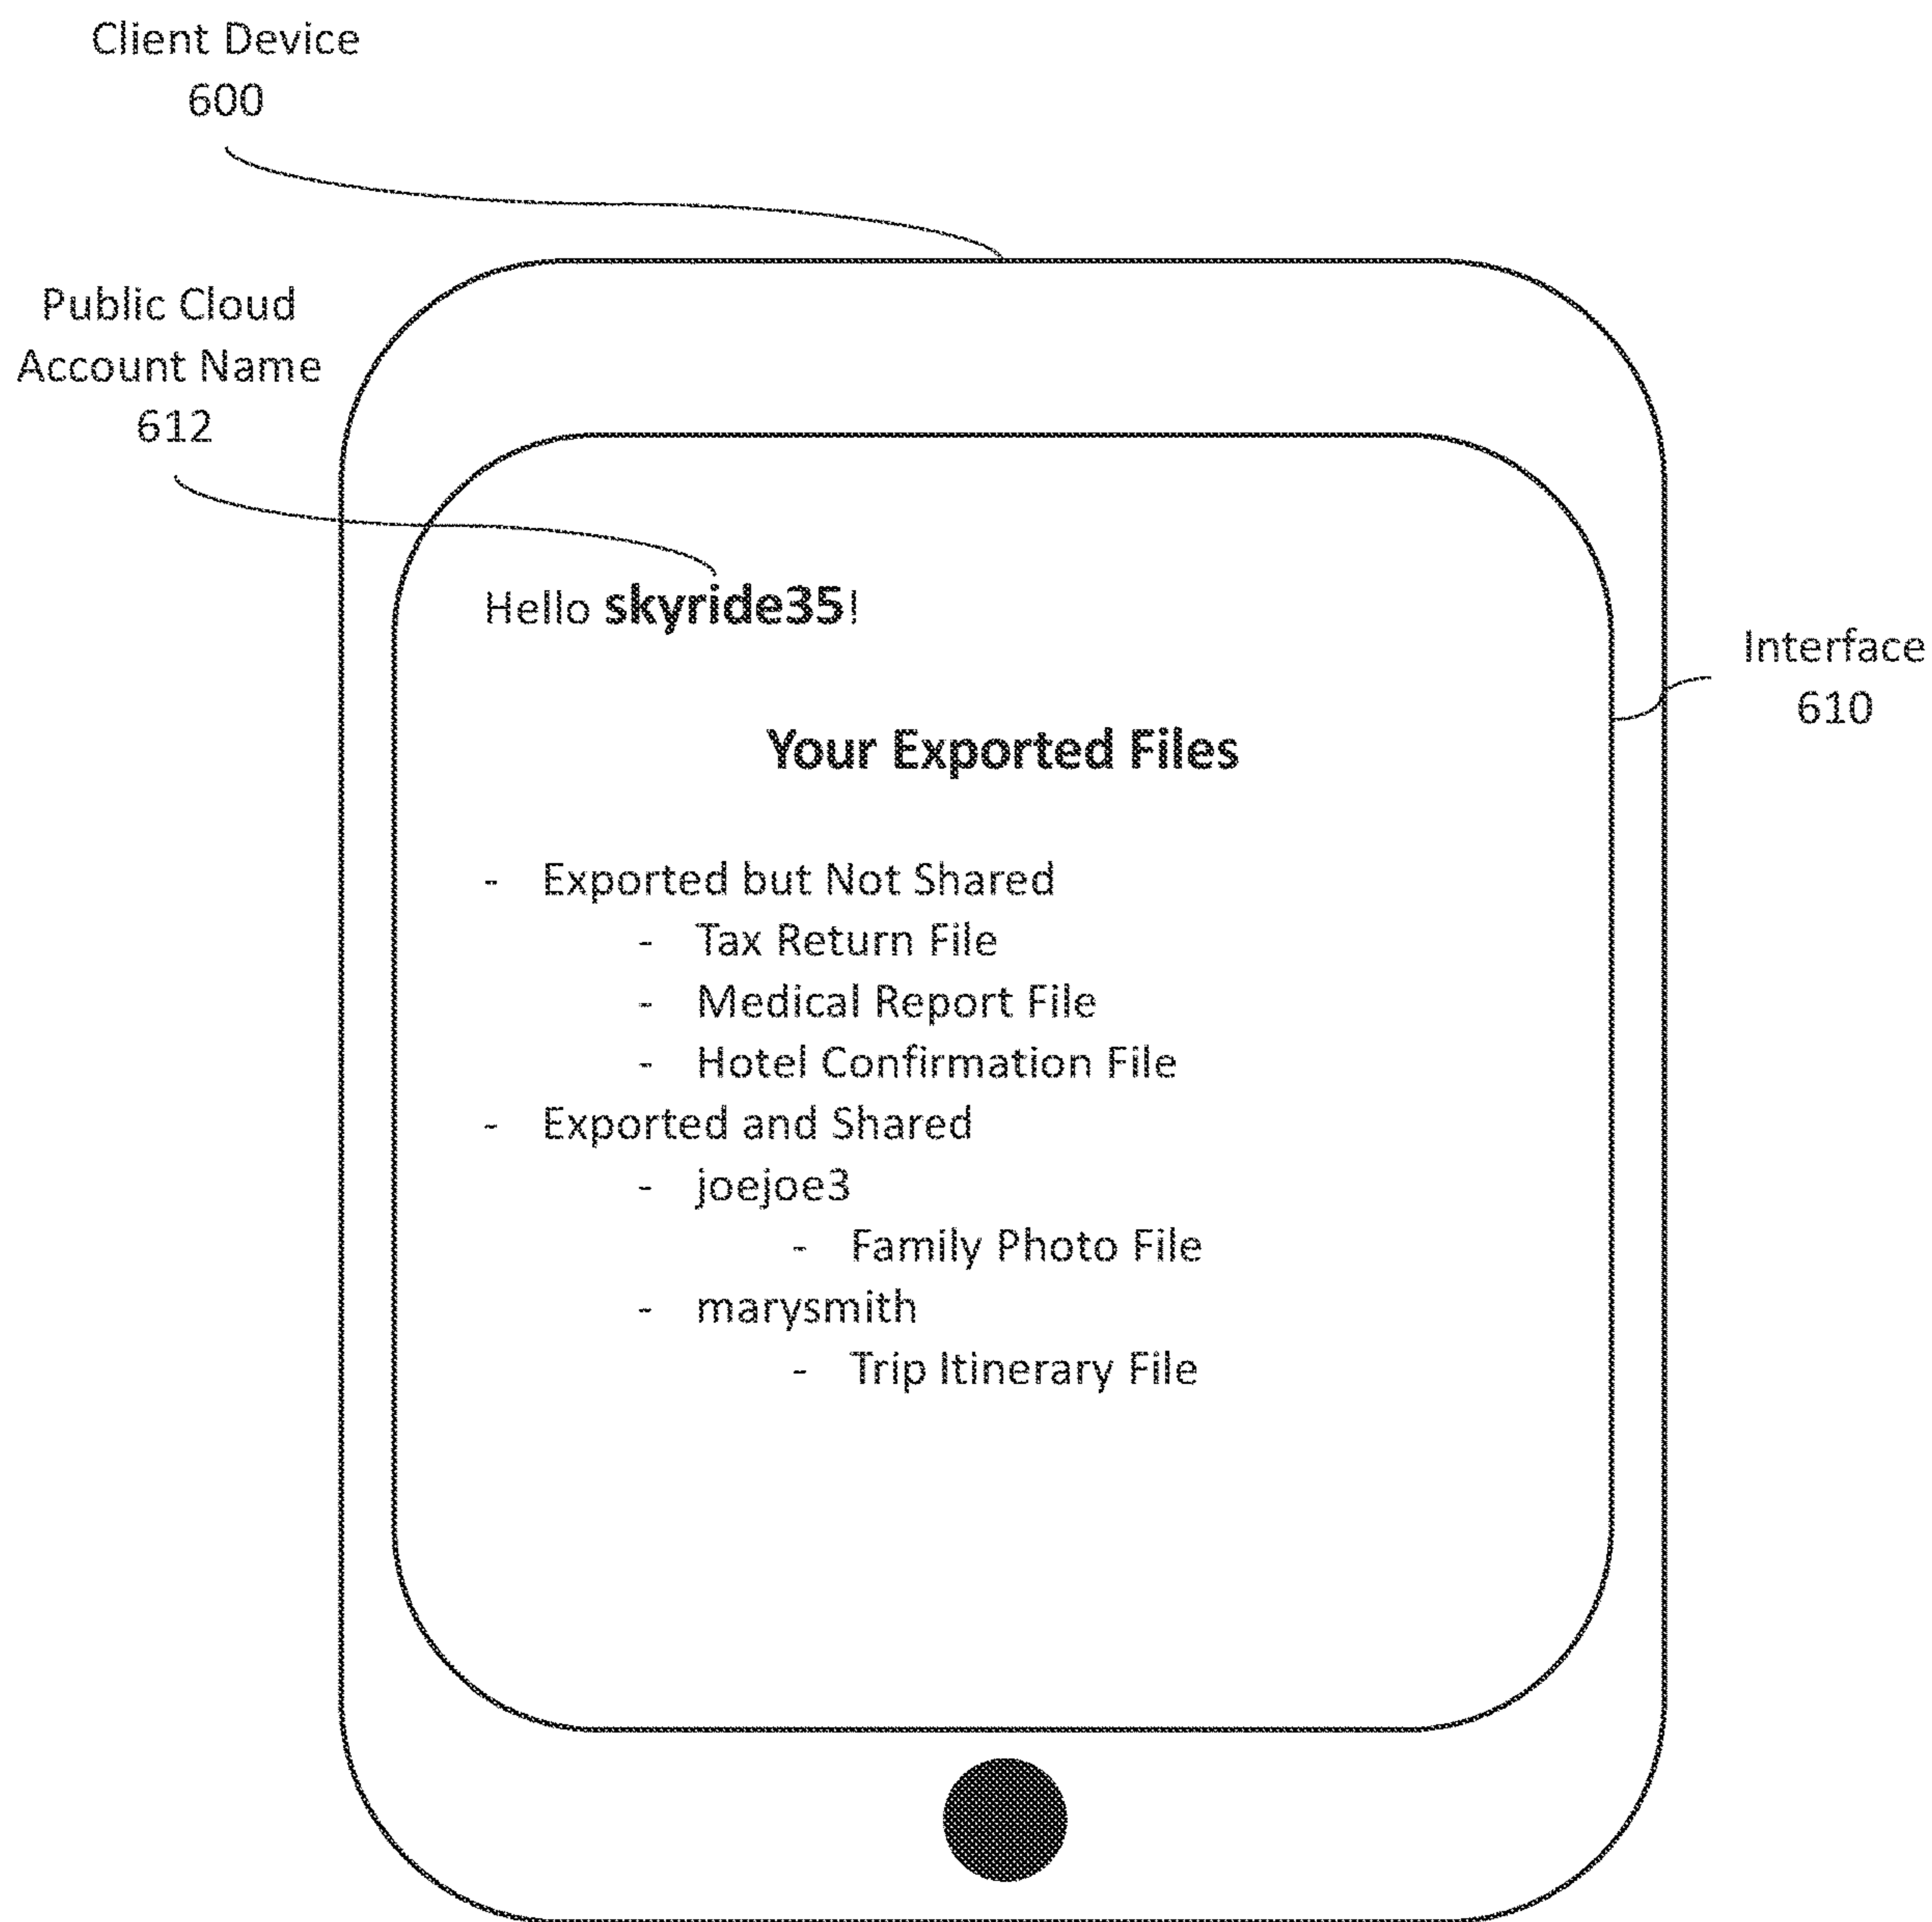 Client Device
600
Public Cloud
Account Name
612
Hello skyride35!
Interface
610
Your Exported Files
- Exported but Not Shared
- Tax Return File
- Medical Report File
- Hotel Confirmation File
- Exported and Shared
- joejoe3
- Family Photo File
- marysmith
- Trip Itinerary File